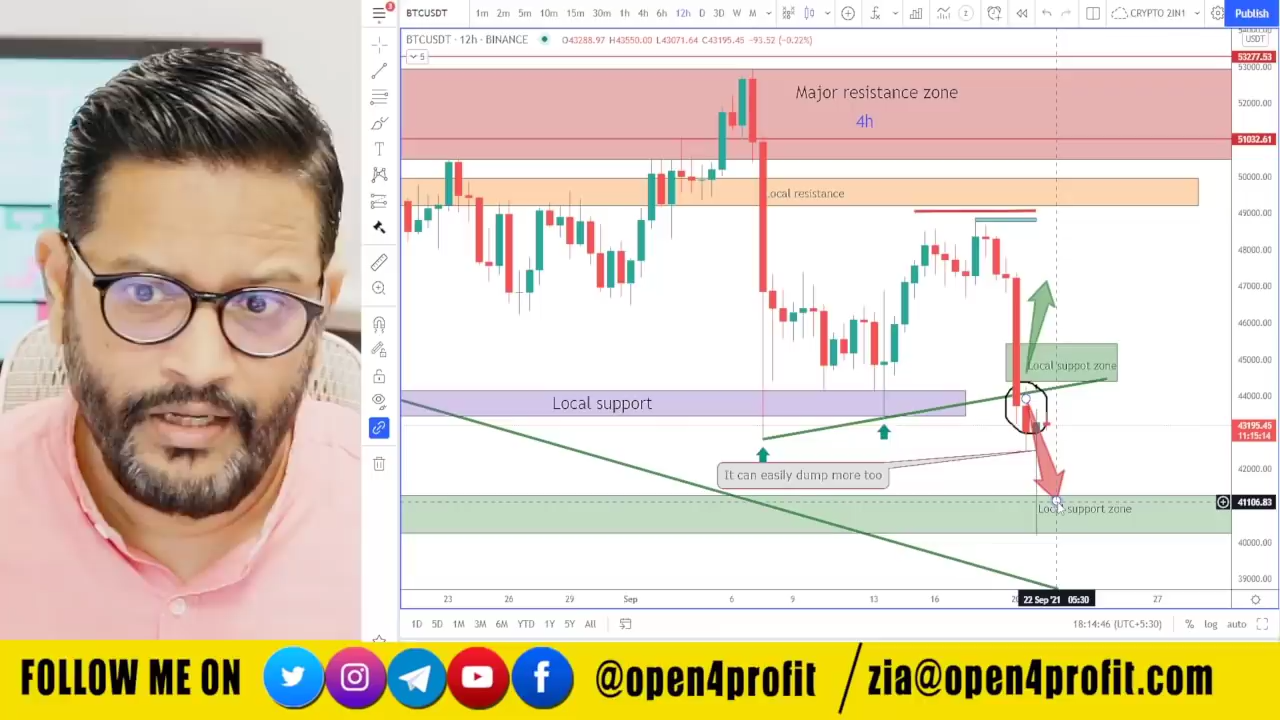 3
BTCUSDT
1m 2m 5m 10m 15m 30m 1h 4h 6h 12h D 3D W M
CRYPTO 2IN1
Publish
BTCUSDT · 12h · BINANCE
O43288.97 H43550.00 L43071.64 C43195.45 −93.52 (−0.22%)
USDT
5
53277.53
53000.00
Major resistance zone
52000.00
4h
51032.61
50000.00
Local resistance
49000.00
48000.00
47000.00
46000.00
45000.00
Local suppot zone
44000.00
Local support
43195.45
11:15:14
It can easily dump more too
42000.00
41106.83
Local support zone
40000.00
39000.00
23 26 29 Sep 6 9 13 16 22 Sep '21 05:30 27
1D 5D 1M 3M 6M YTD 1Y 5Y All
18:14:46 (UTC+5:30) % log auto
FOLLOW ME ON
@open4profit / zia@open4profit.com